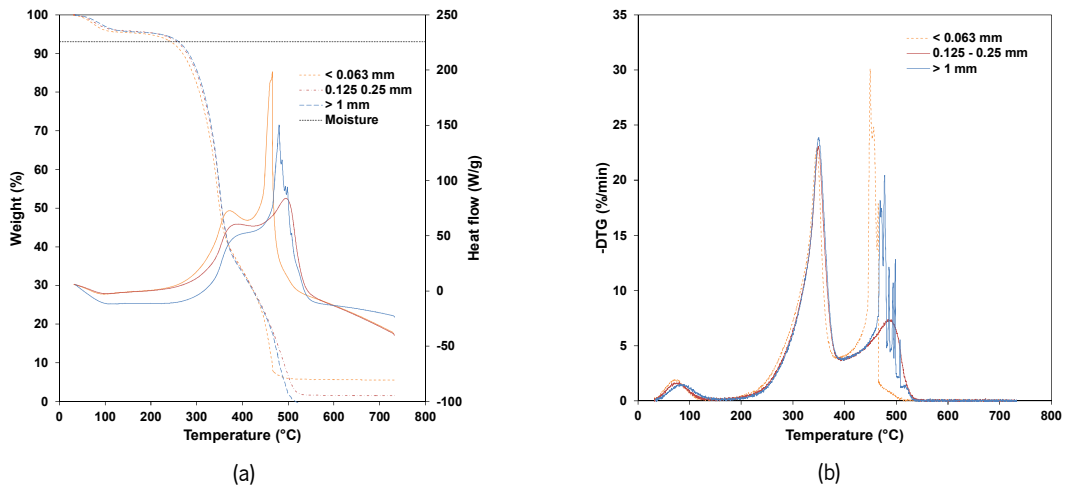 100
90
80
70
60
50
40
30
20
10
0
Weight (%)
250
200
150
100
50
0
-50
-100
Heat flow (W/g)
< 0.063 mm
0.125 0.25 mm
> 1 mm
Moisture
0 100 200 300 400 500 600 700 800
Temperature (°C)
(a)
35
30
25
20
15
10
5
0
-DTG (%/min)
< 0.063 mm
0.125 - 0.25 mm
> 1 mm
0 100 200 300 400 500 600 700 800
Temperature (°C)
(b)